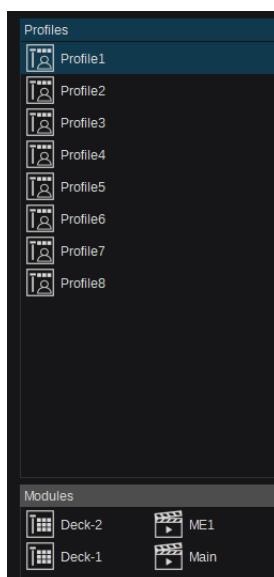 Profiles
Profile1
Profile2
Profile3
Profile4
Profile5
Profile6
Profile7
Profile8
Modules
Deck-2 ME1
Deck-1 Main